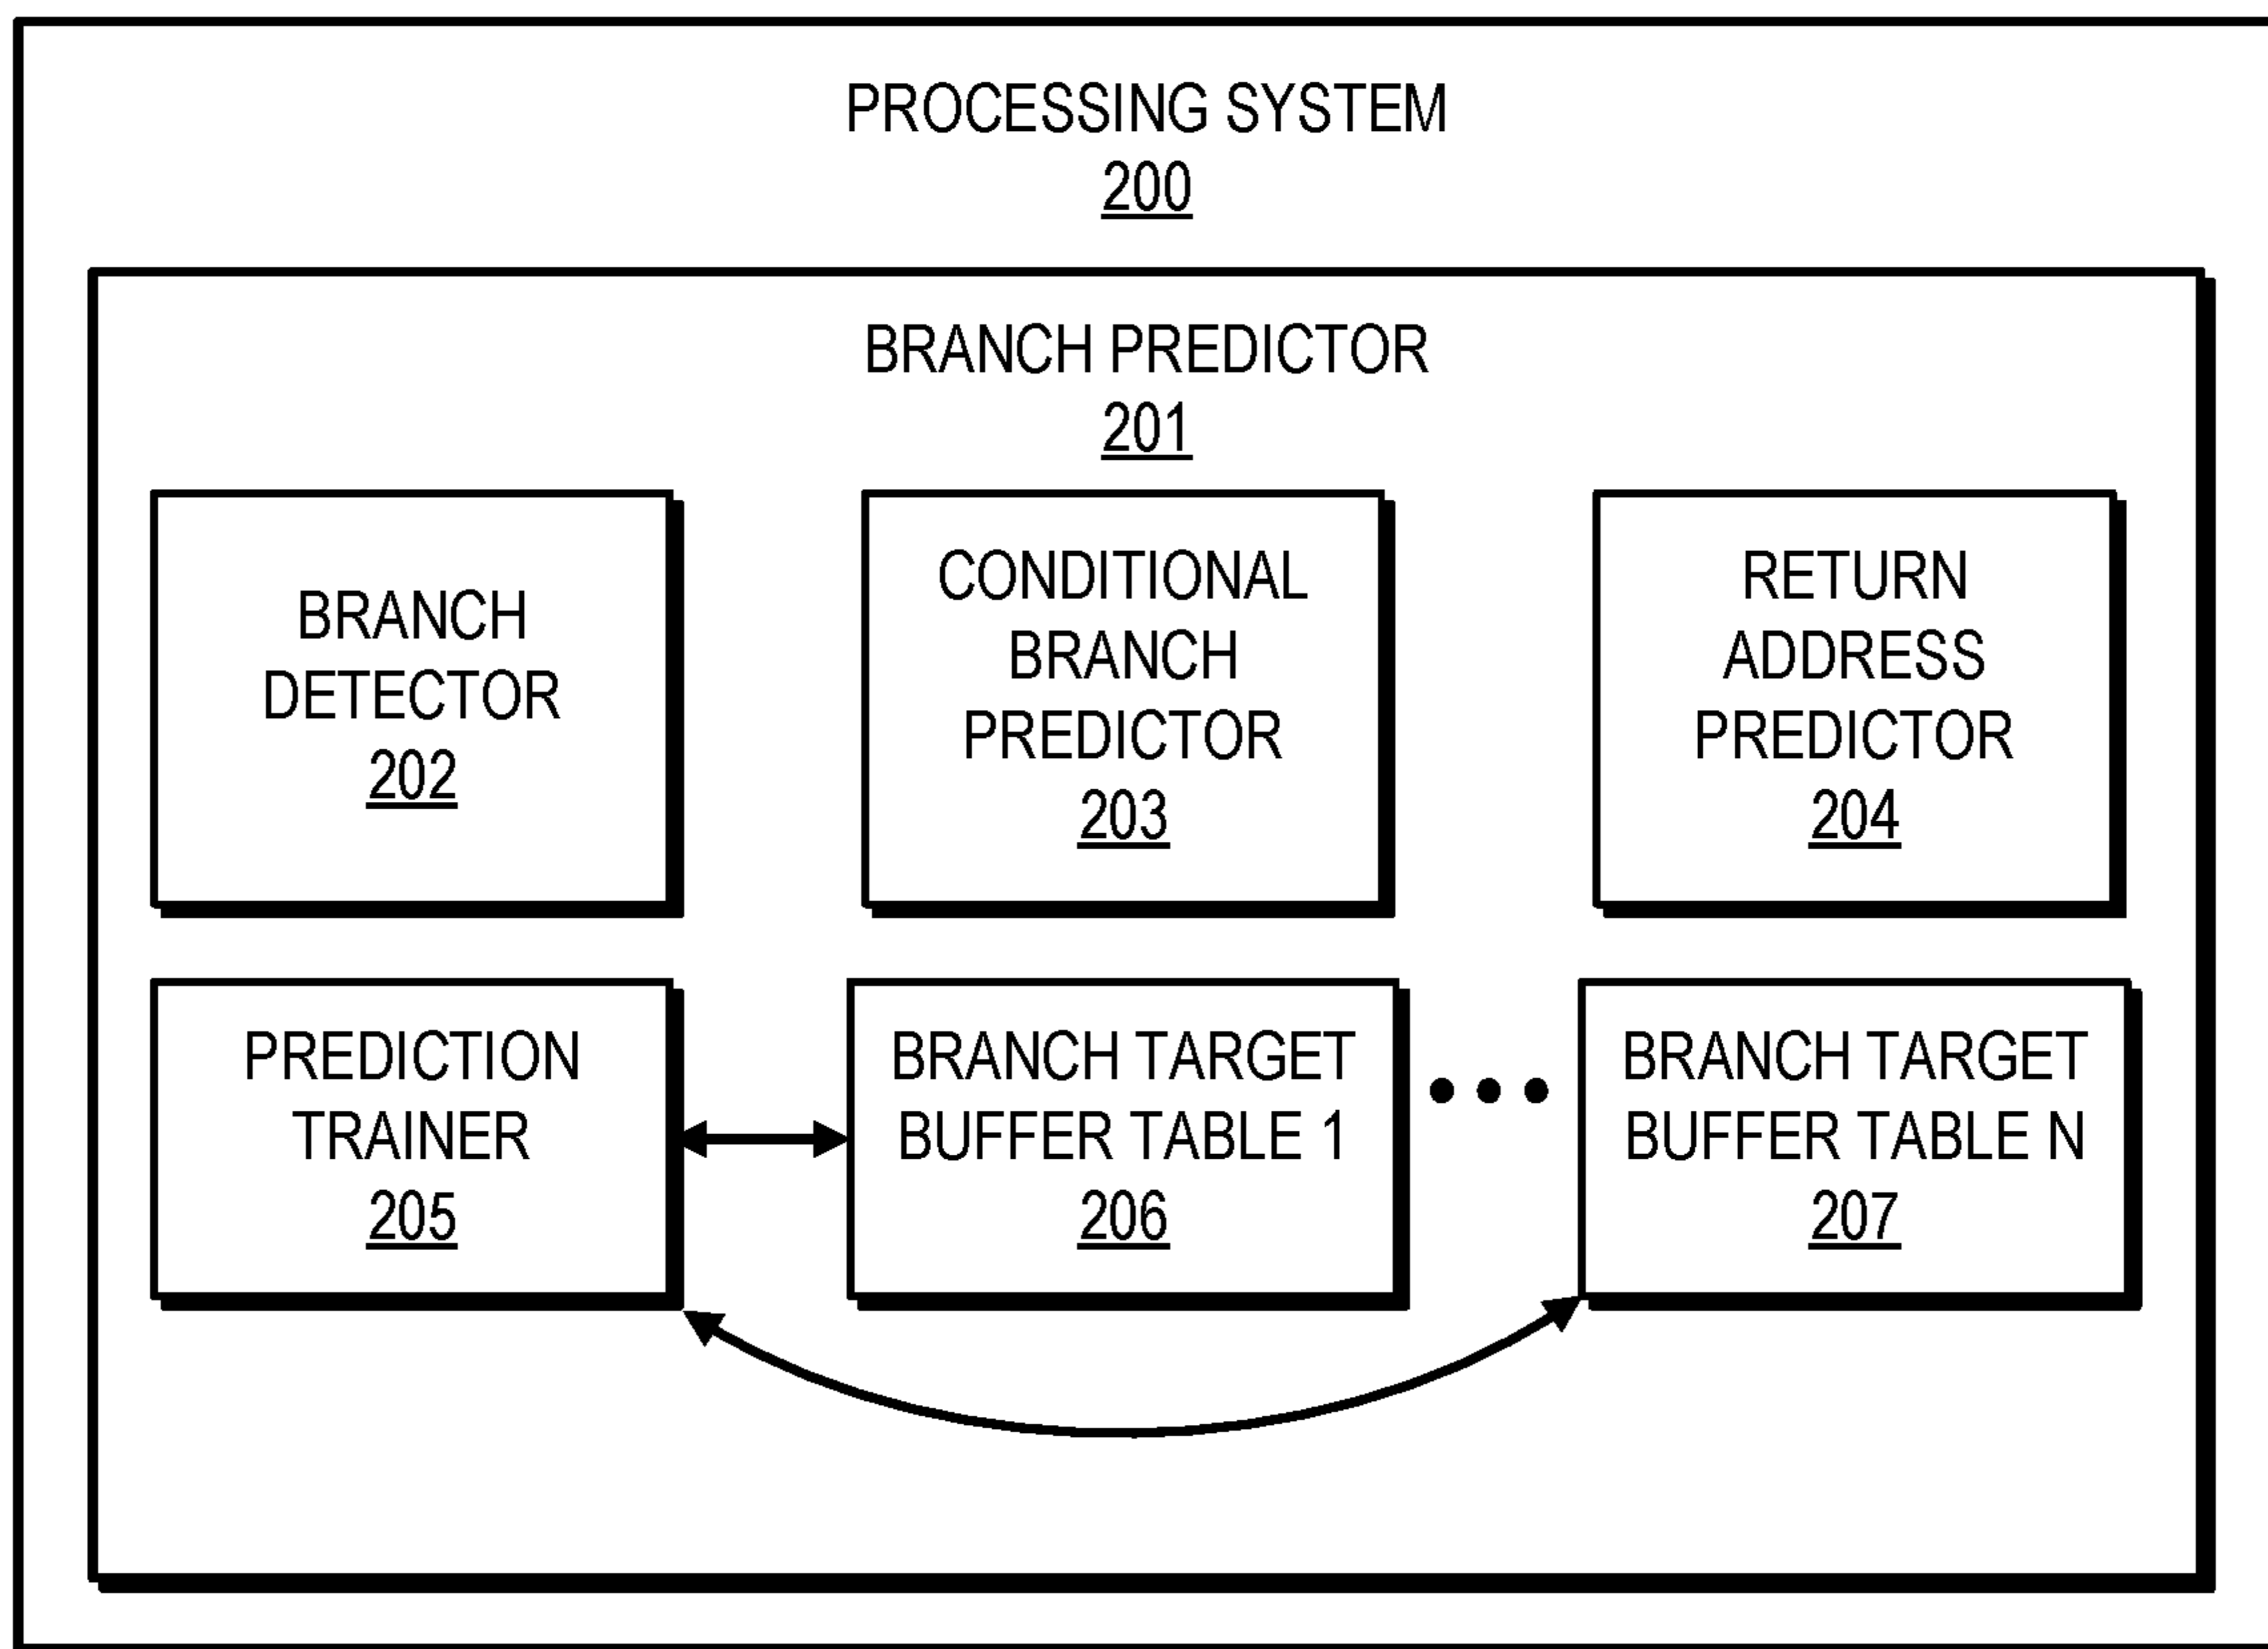 PROCESSING SYSTEM
200
BRANCH PREDICTOR
201
BRANCH
DETECTOR
202
CONDITIONAL
BRANCH
PREDICTOR
203
RETURN
ADDRESS
PREDICTOR
204
PREDICTION
TRAINER
205
BRANCH TARGET
BUFFER TABLE 1
206
BRANCH TARGET
BUFFER TABLE N
207